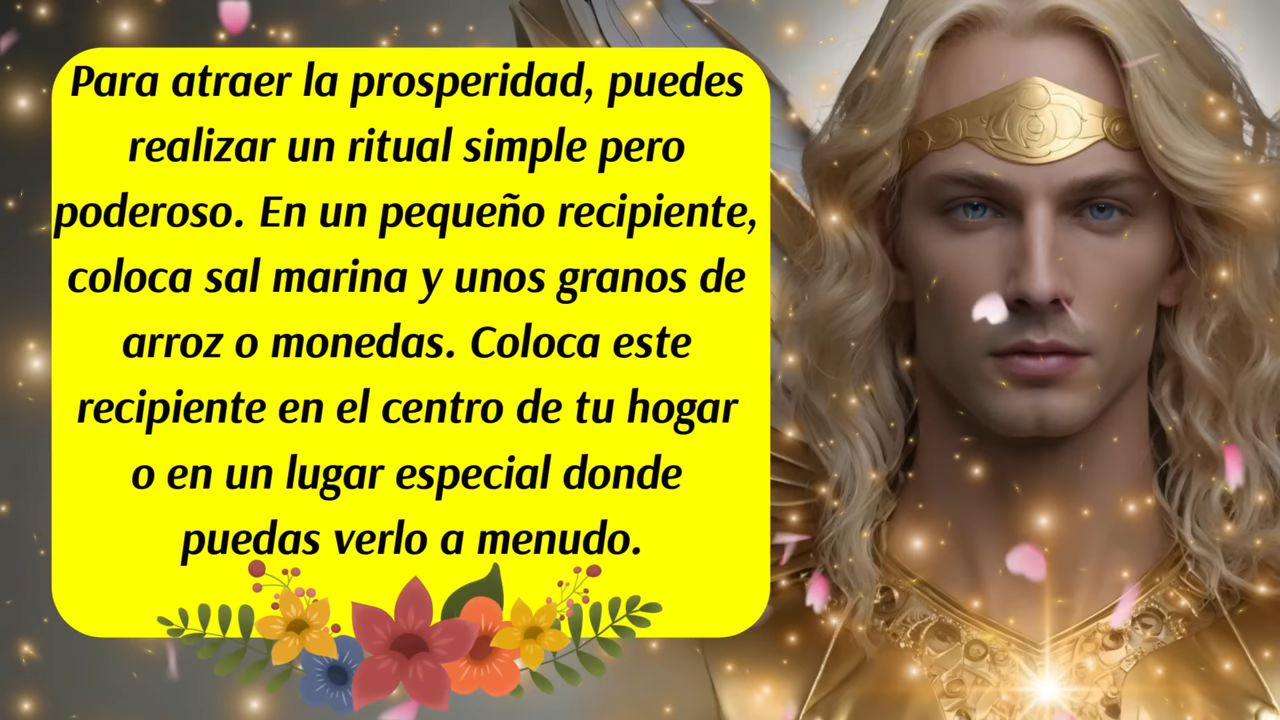 Para atraer la prosperidad, puedes
realizar un ritual simple pero
poderoso. En un pequeño recipiente,
coloca sal marina y unos granos de
arroz o monedas. Coloca este
recipiente en el centro de tu hogar
o en un lugar especial donde
puedas verlo a menudo.